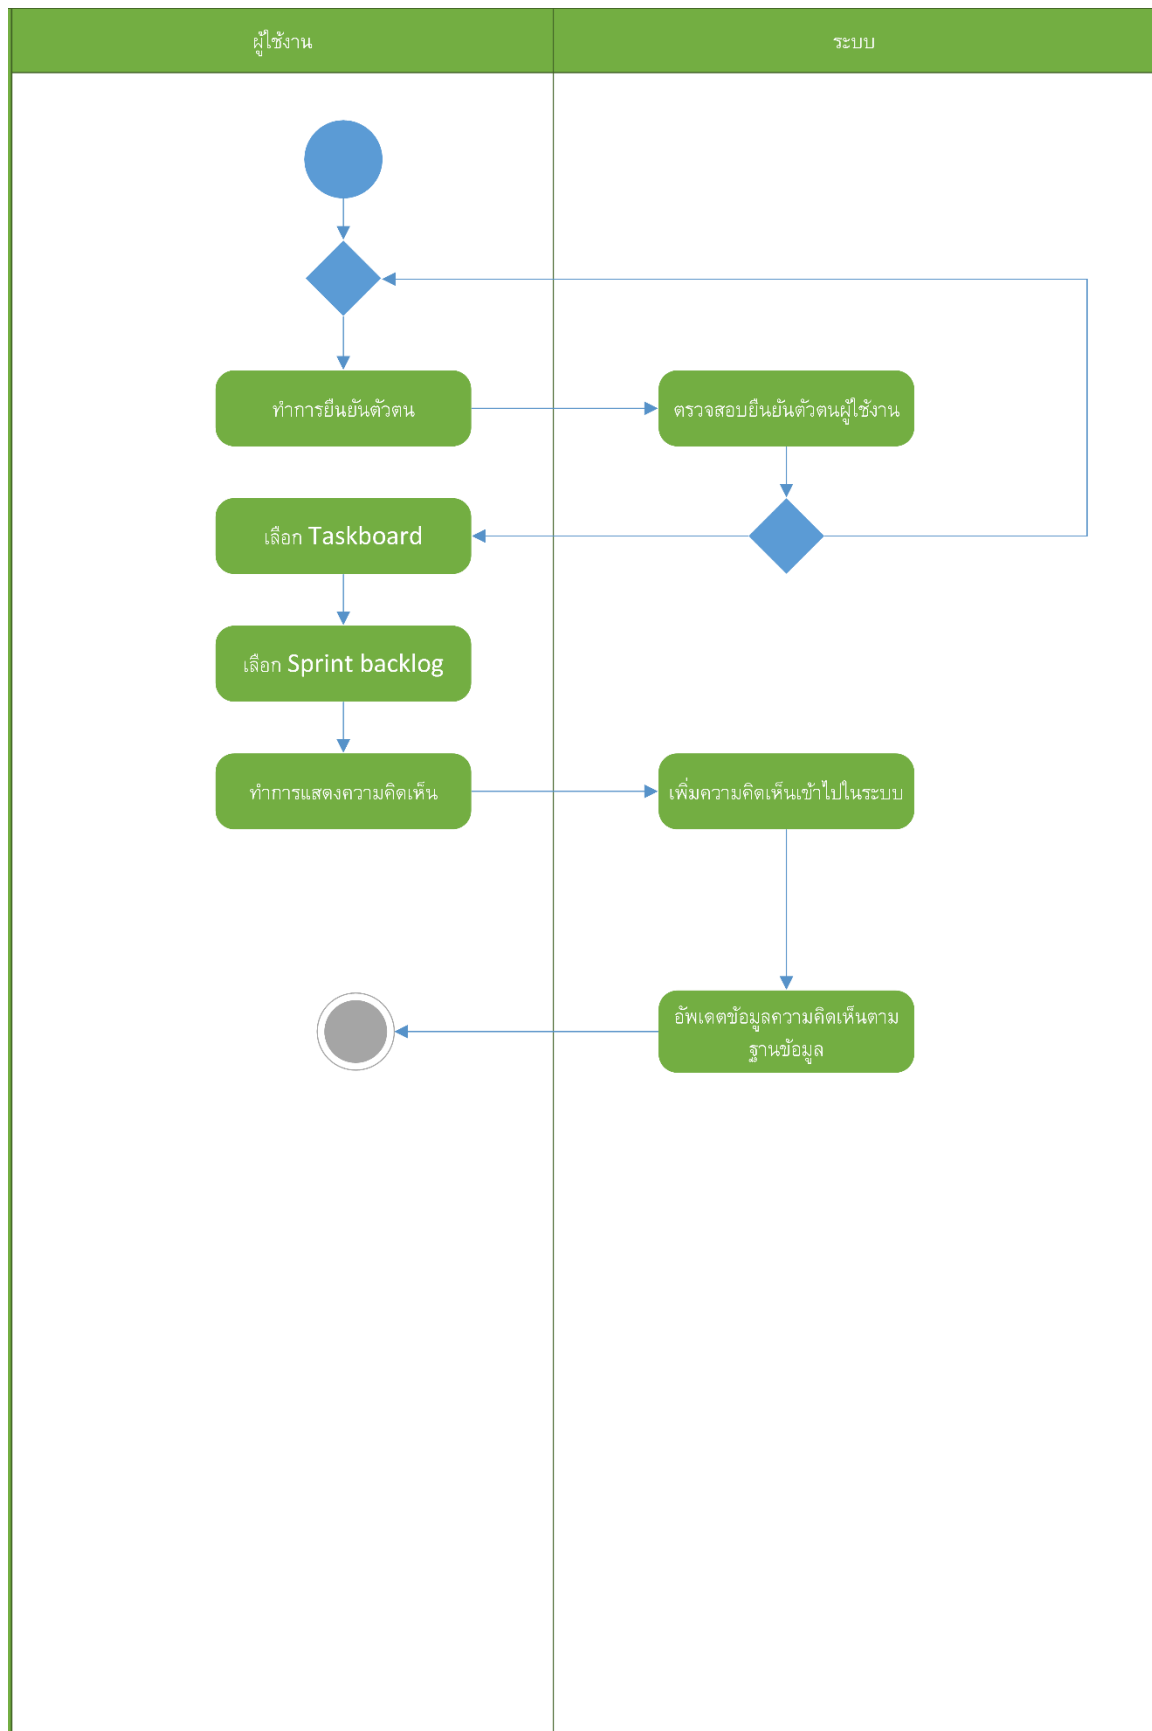 ผู้ใช้งาน
ระบบ
ทำการยืนยันตัวตน
ตรวจสอบยืนยันตัวตนผู้ใช้งาน
เลือก Taskboard
เลือก Sprint backlog
ทำการแสดงความคิดเห็น
เพิ่มความคิดเห็นเข้าไปในระบบ
อัพเดตข้อมูลความคิดเห็นตาม
ฐานข้อมูล